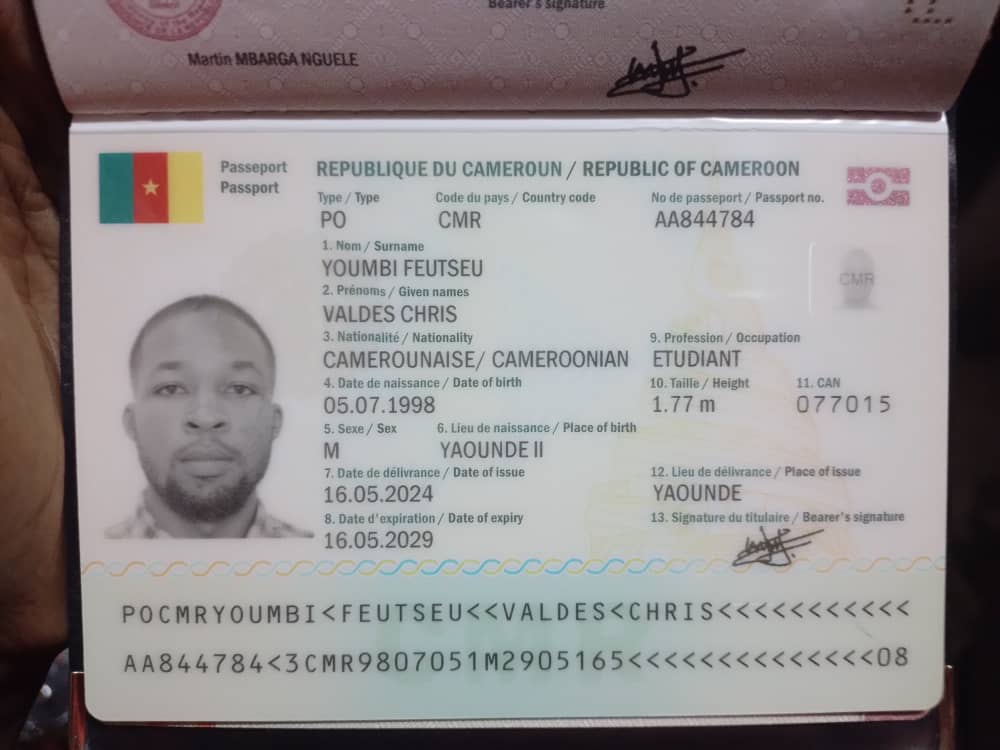 Bearer's signature
Martin MBARGA NGUELE
Passeport
Passport
REPUBLIQUE DU CAMEROUN / REPUBLIC OF CAMEROON
Type / Type Code du pays / Country code No de passeport / Passport no.
PO CMR AA844784
1. Nom / Surname
YOUMBI FEUTSEU
2. Prénoms / Given names
VALDES CHRIS
CMR
3. Nationalité / Nationality 9. Profession / Occupation
CAMEROUNAISE/ CAMEROONIAN ETUDIANT
4. Date de naissance / Date of birth 10. Taille / Height 11. CAN
05.07.1998 1.77 m 077015
5. Sexe / Sex 6. Lieu de naissance / Place of birth
M YAOUNDE II
7. Date de délivrance / Date of issue 12. Lieu de délivrance / Place of issue
16.05.2024 YAOUNDE
8. Date d'expiration / Date of expiry 13. Signature du titulaire / Bearer's signature
16.05.2029
POCMRYOUMBI<FEUTSEU<<VALDES<CHRIS<<<<<<<<<<<
AA844784<3CMR9807051M2905165<<<<<<<<<<<<<<08
CMR